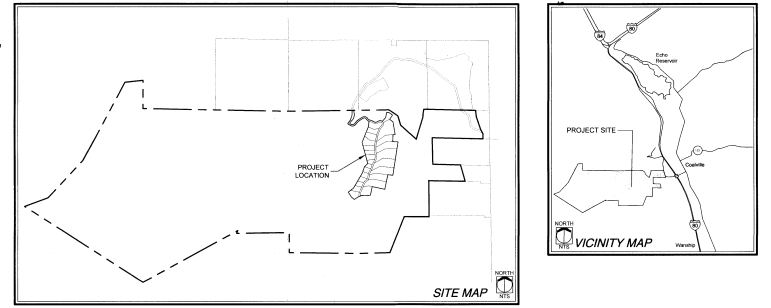 PROJECT
LOCATION
SITE MAP
NORTH
NTS
84
80
Echo
Reservoir
PROJECT SITE
Coalville
NORTH
NTS
VICINITY MAP
80
Wanship